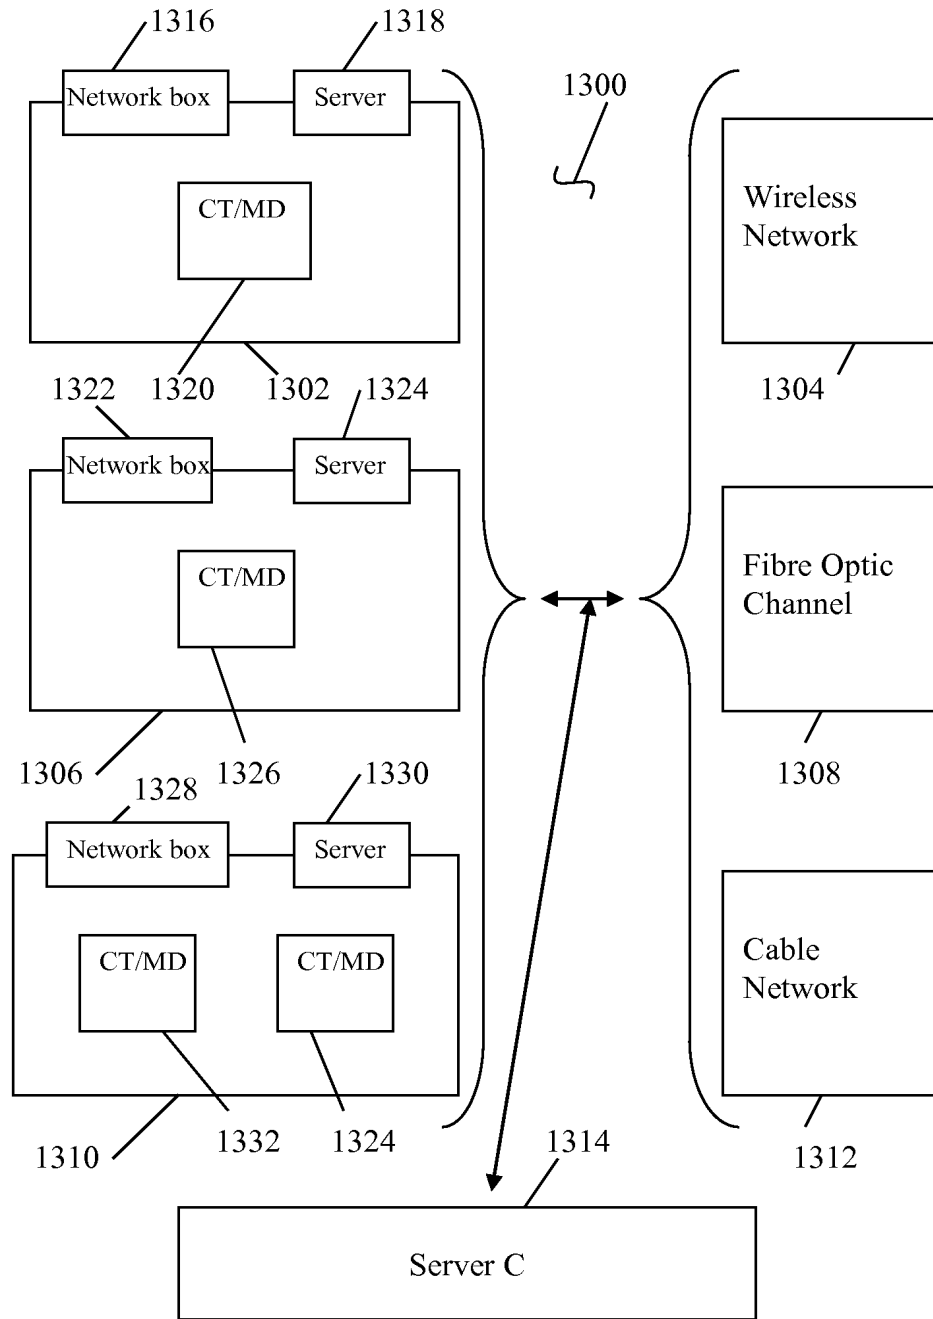 1316
1318
Network box
Server
1300
CT/MD
Wireless
Network
1320
1302
1304
1322
1324
Network box
Server
CT/MD
Fibre Optic
Channel
1306
1326
1308
1328
1330
Network box
Server
CT/MD
CT/MD
Cable
Network
1310
1332
1324
1314
1312
Server C